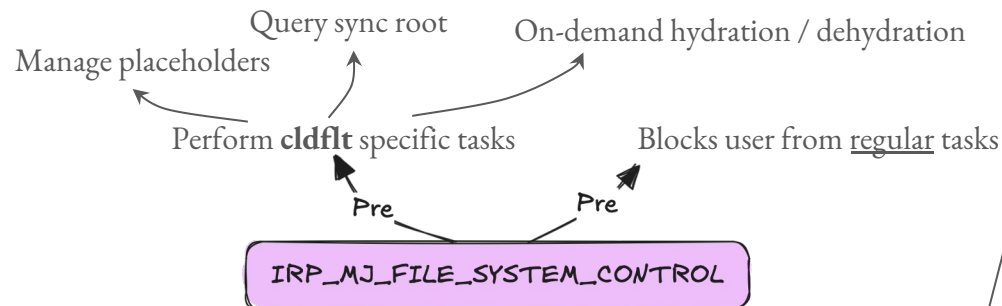 Query sync root
On-demand hydration / dehydration
Manage placeholders
Perform cldflt specific tasks
Blocks user from regular tasks
Pre
Pre
IRP_MJ_FILE_SYSTEM_CONTROL